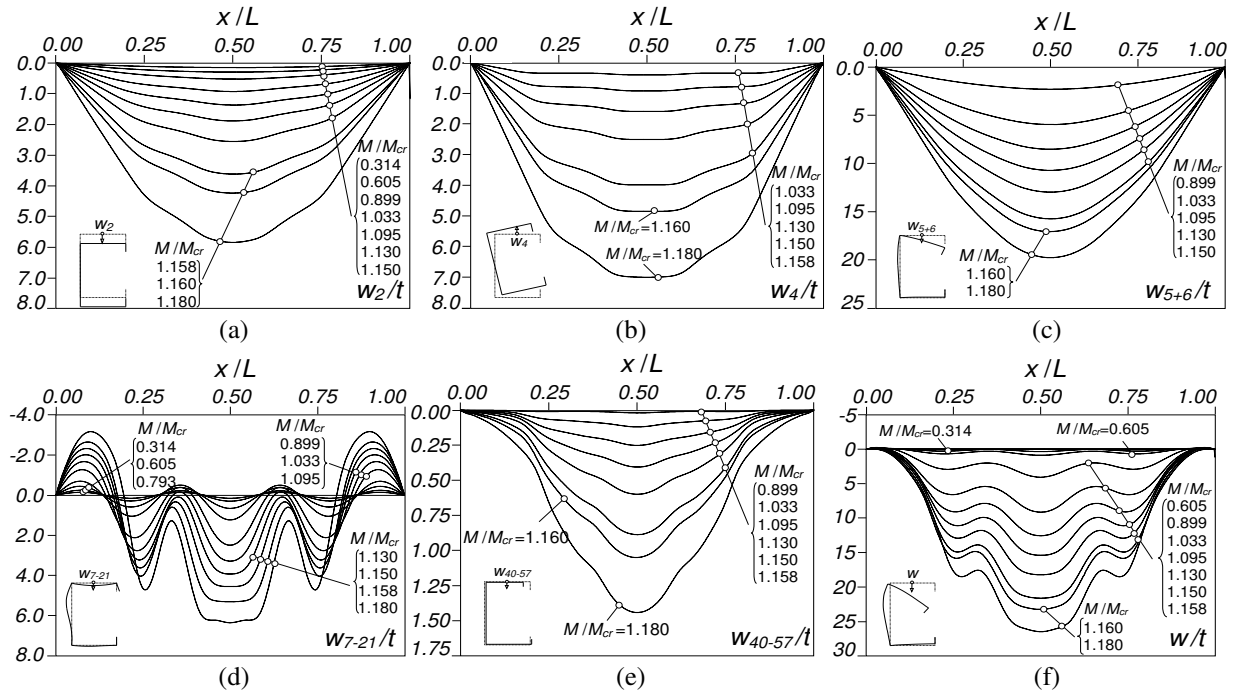 x / L
0.00 0.25 0.50 0.75 1.00
0.0
1.0
2.0
3.0
4.0
5.0
6.0
7.0
8.0
M / Mcr
0.314
0.605
0.899
1.033
1.095
1.130
1.150
M / Mcr
1.158
1.160
1.180
w2
w2/t
(a)
x / L
0.00 0.25 0.50 0.75 1.00
0.0
1.0
2.0
3.0
4.0
5.0
6.0
7.0
8.0
M / Mcr
1.033
1.095
1.130
1.150
1.158
M/Mcr=1.160
M/Mcr=1.180
w4
w4/t
(b)
x / L
0.00 0.25 0.50 0.75 1.00
0.0
5.0
10
15
20
25
M / Mcr
0.899
1.033
1.095
1.130
1.150
M / Mcr
1.160
1.180
w5+6
w5+6/t
(c)
x / L
0.00 0.25 0.50 0.75 1.00
-4.0
-2.0
0.0
2.0
4.0
6.0
8.0
M / Mcr
0.314
0.605
0.793
M / Mcr
0.899
1.033
1.095
M / Mcr
1.130
1.150
1.158
1.180
w7-21
w7-21/t
(d)
x / L
0.00 0.25 0.50 0.75 1.00
0.00
0.25
0.50
0.75
1.00
1.25
1.50
1.75
M / Mcr
0.899
1.033
1.095
1.130
1.150
1.158
M/Mcr=1.160
M/Mcr=1.180
w40-57
w40-57/t
(e)
x / L
0.00 0.25 0.50 0.75 1.00
-5
0
5
10
15
20
25
30
M/Mcr=0.314
M/Mcr=0.605
M / Mcr
0.605
0.899
1.033
1.095
1.130
1.150
1.158
M / Mcr
1.160
1.180
w
w/t
(f)